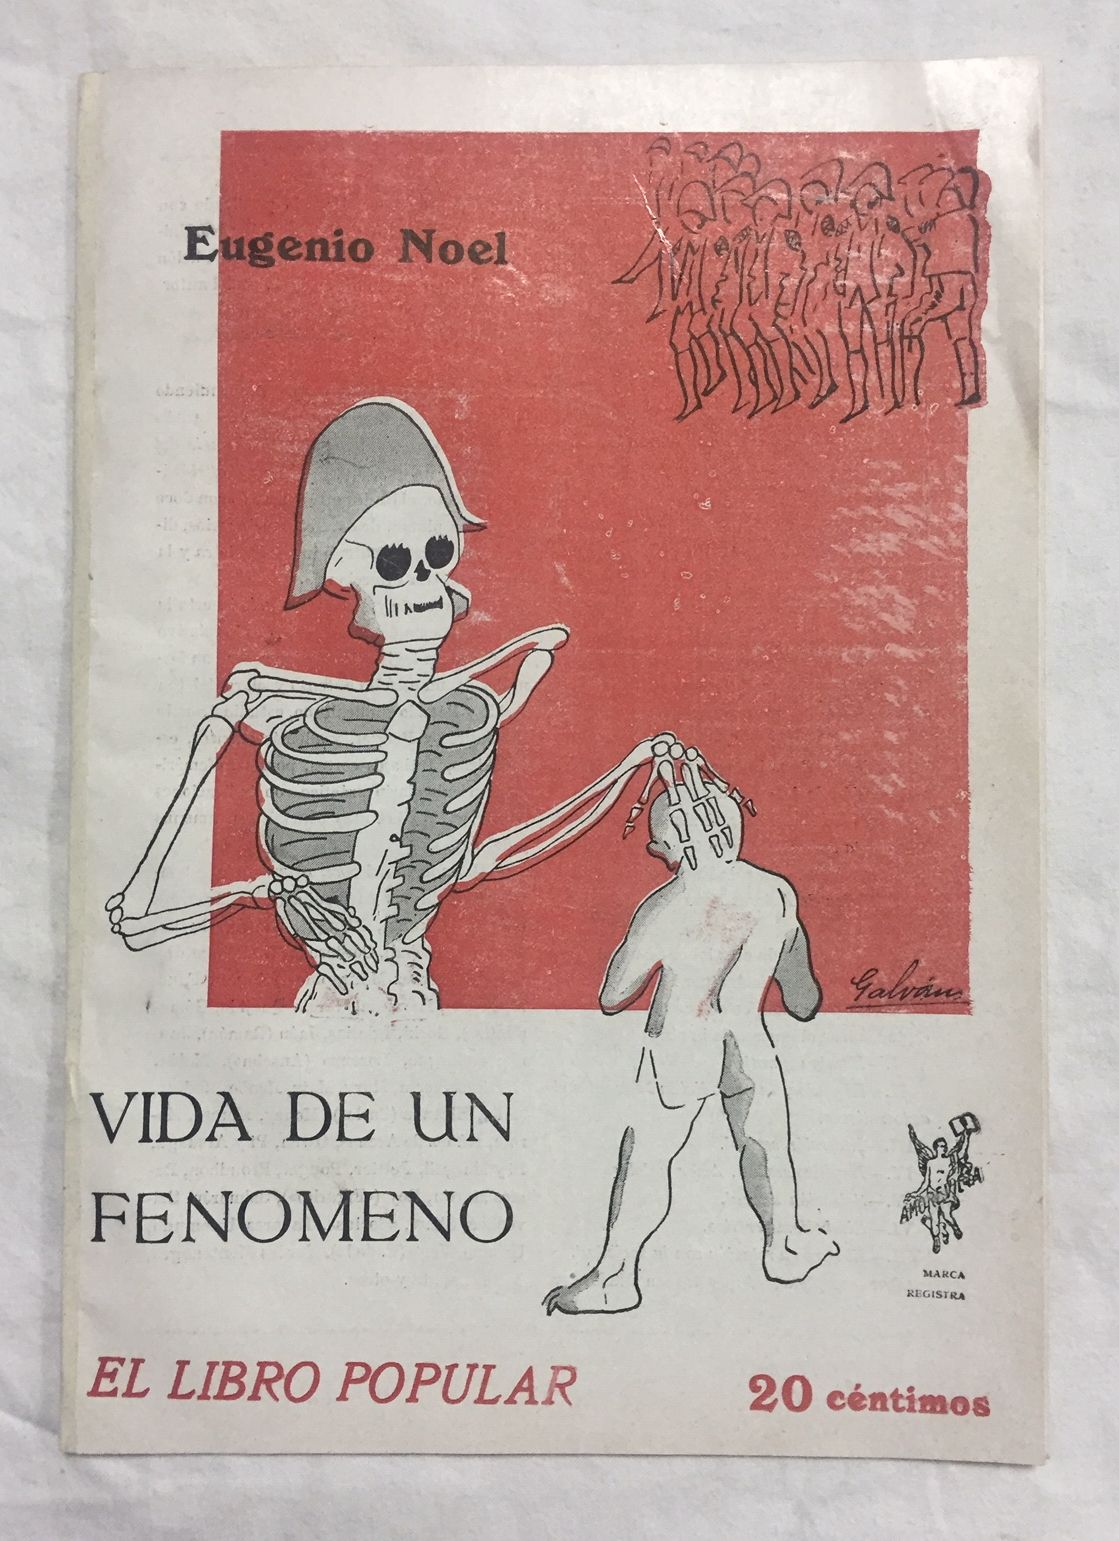 Eugenio Noel
Galván
VIDA DE UN
FENOMENO
MARCA
REGISTRA
EL LIBRO POPULAR
20 céntimos